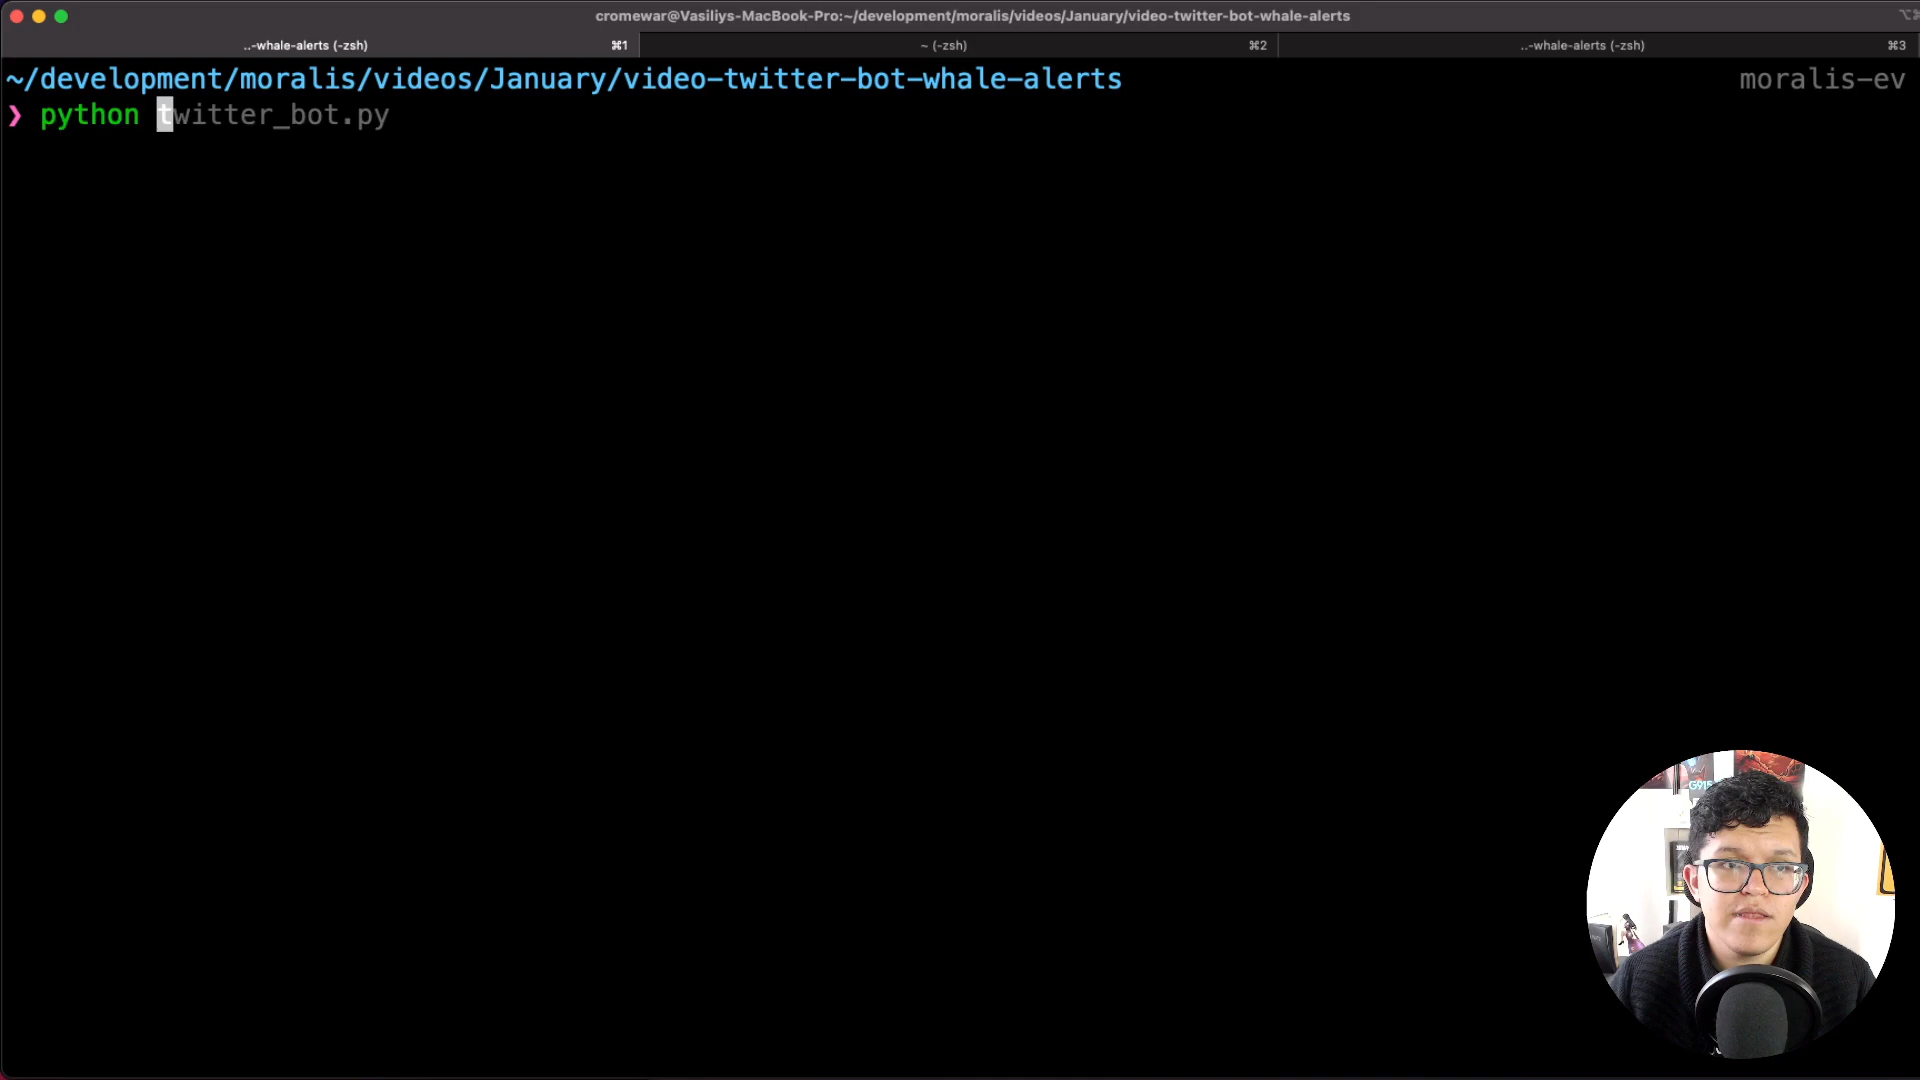 cromewar@Vasiliys-MacBook-Pro:~/development/moralis/videos/January/video-twitter-bot-whale-alerts
..-whale-alerts (-zsh) ⌘1 ~ (-zsh) ⌘2 ..-whale-alerts (-zsh) ⌘3
~/development/moralis/videos/January/video-twitter-bot-whale-alerts moralis-ev
❯ python twitter_bot.py
G915